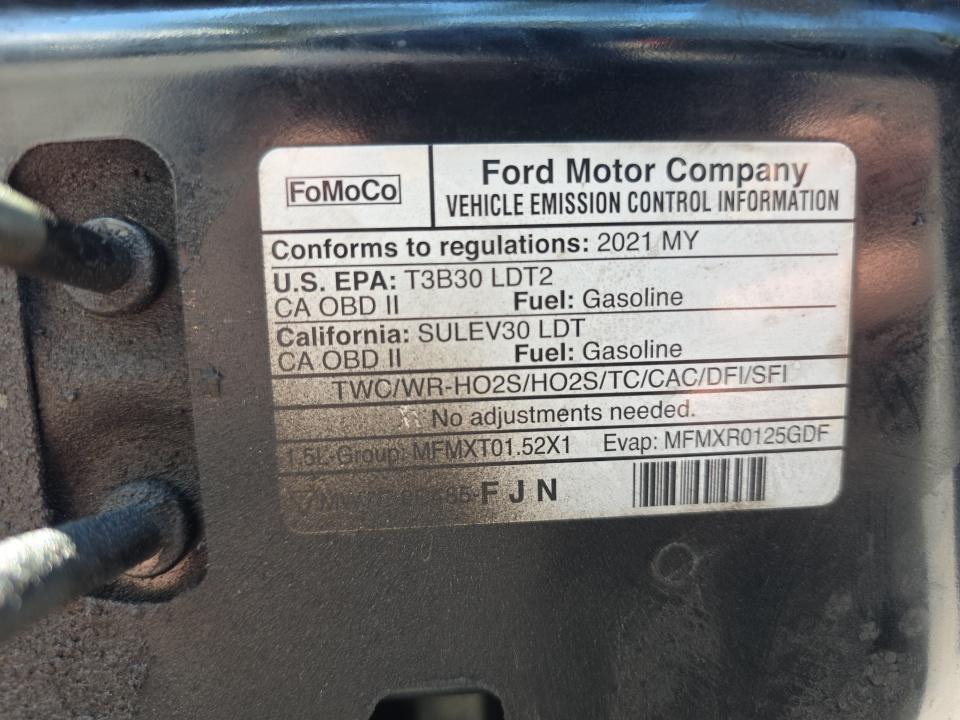 FoMoCo
Ford Motor Company
VEHICLE EMISSION CONTROL INFORMATION
Conforms to regulations: 2021 MY
U.S. EPA: T3B30 LDT2
CA OBD II Fuel: Gasoline
California: SULEV30 LDT
CA OBD II Fuel: Gasoline
TWC/WR-HO2S/HO2S/TC/CAC/DFI/SFI
No adjustments needed.
1.5L-Group: MFMXT01.52X1 Evap: MFMXR0125GDF
FJN